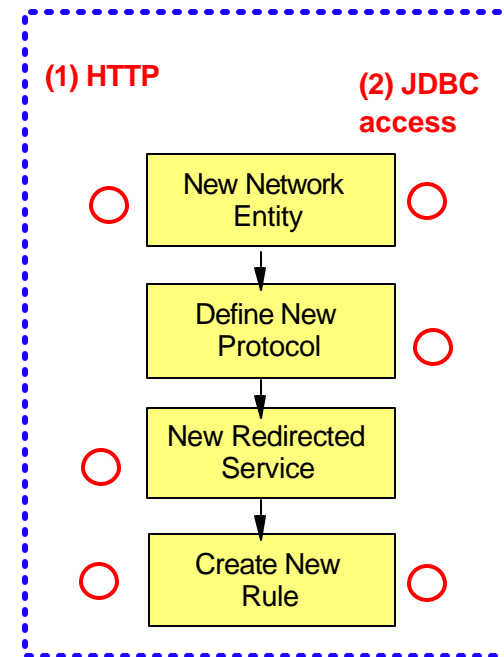 (1) HTTP
(2) JDBC
access
New Network
Entity
Define New
Protocol
New Redirected
Service
Create New
Rule